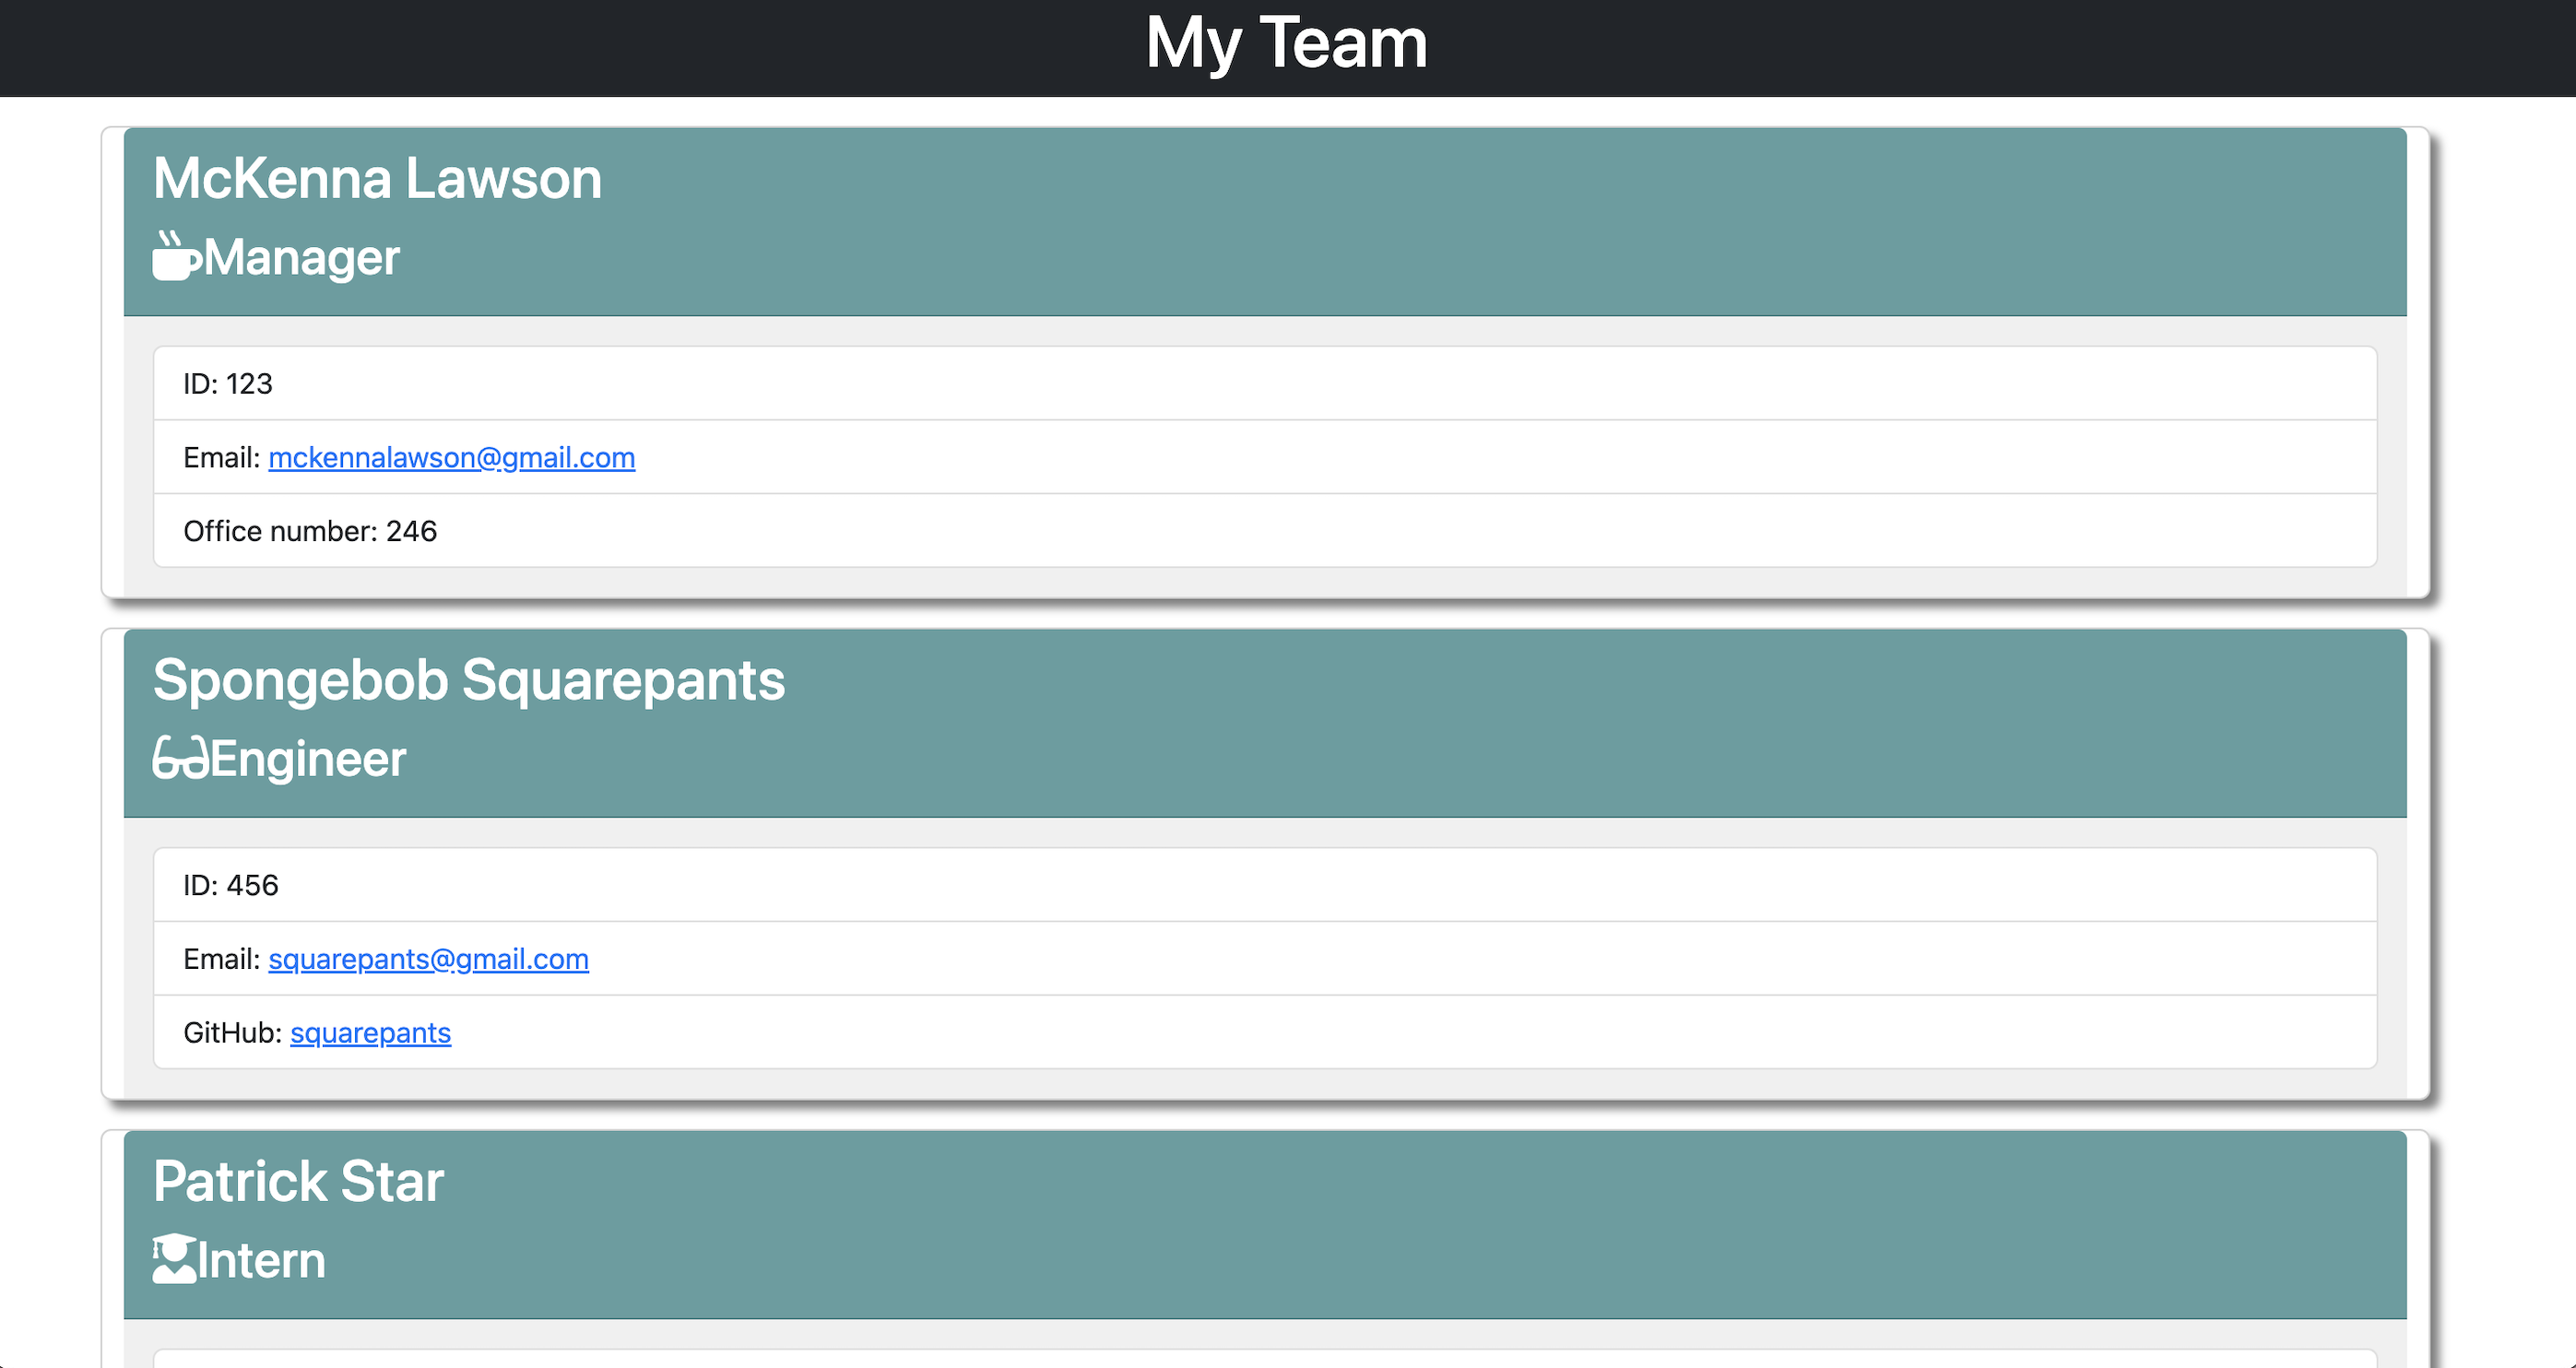 My Team
McKenna Lawson
Manager
ID: 123
Email: mckennalawson@gmail.com
Office number: 246
Spongebob Squarepants
Engineer
ID: 456
Email: squarepants@gmail.com
GitHub: squarepants
Patrick Star
Intern